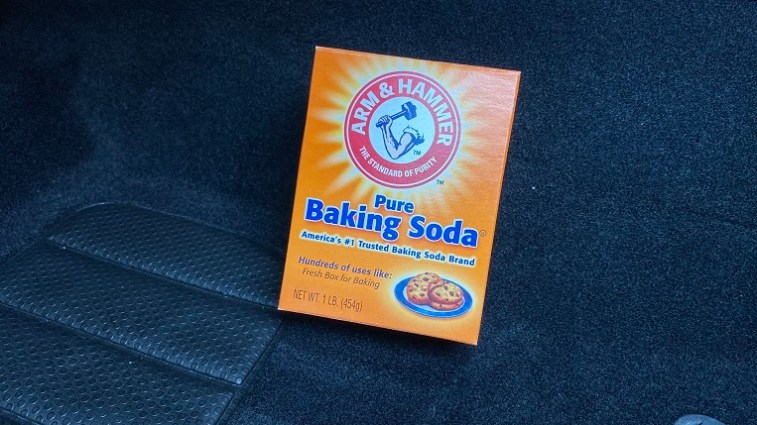 ARM & HAMMER
TM
THE STANDARD OF PURITY
TM
Pure
Baking Soda
America's #1 Trusted Baking Soda Brand
Hundreds of uses like:
Fresh Box for Baking
NET WT. 1 LB. (454g)